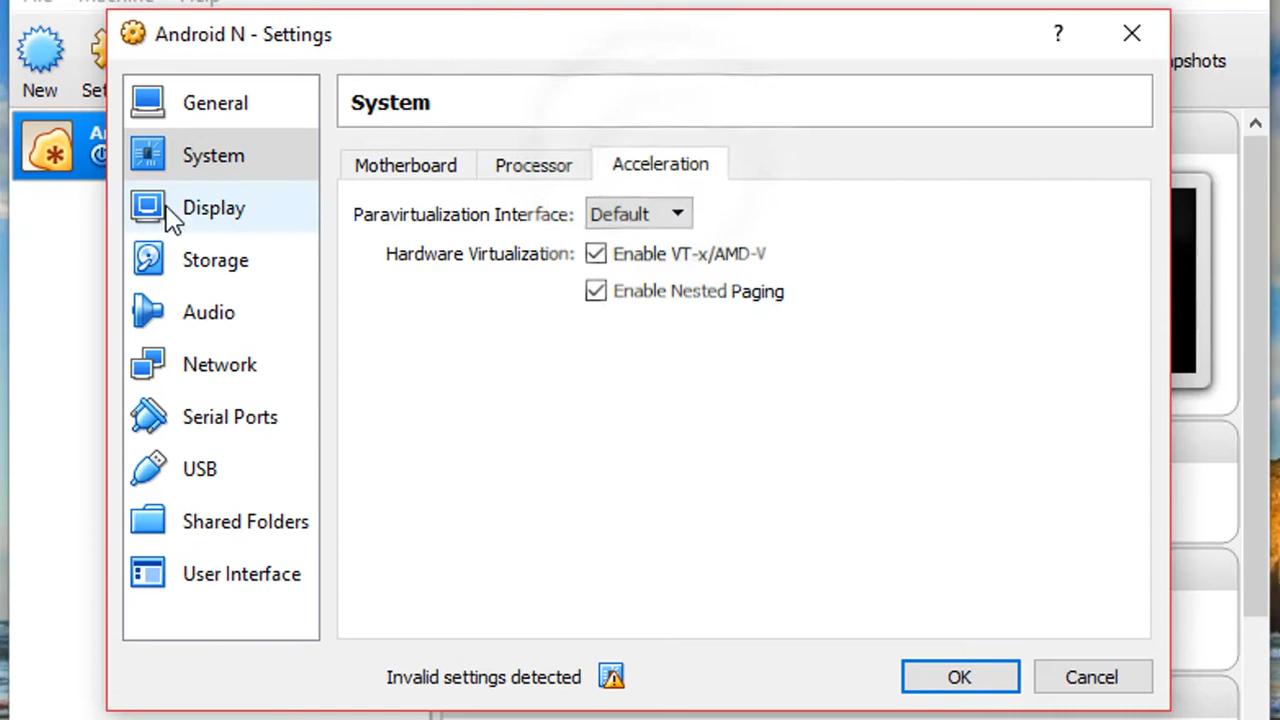 Android N - Settings
?
New
Set
pshots
General
System
Display
Storage
Audio
Network
Serial Ports
USB
Shared Folders
User Interface
System
Motherboard
Processor
Acceleration
Paravirtualization Interface: Default
Hardware Virtualization: Enable VT-x/AMD-V
Enable Nested Paging
Invalid settings detected
OK
Cancel